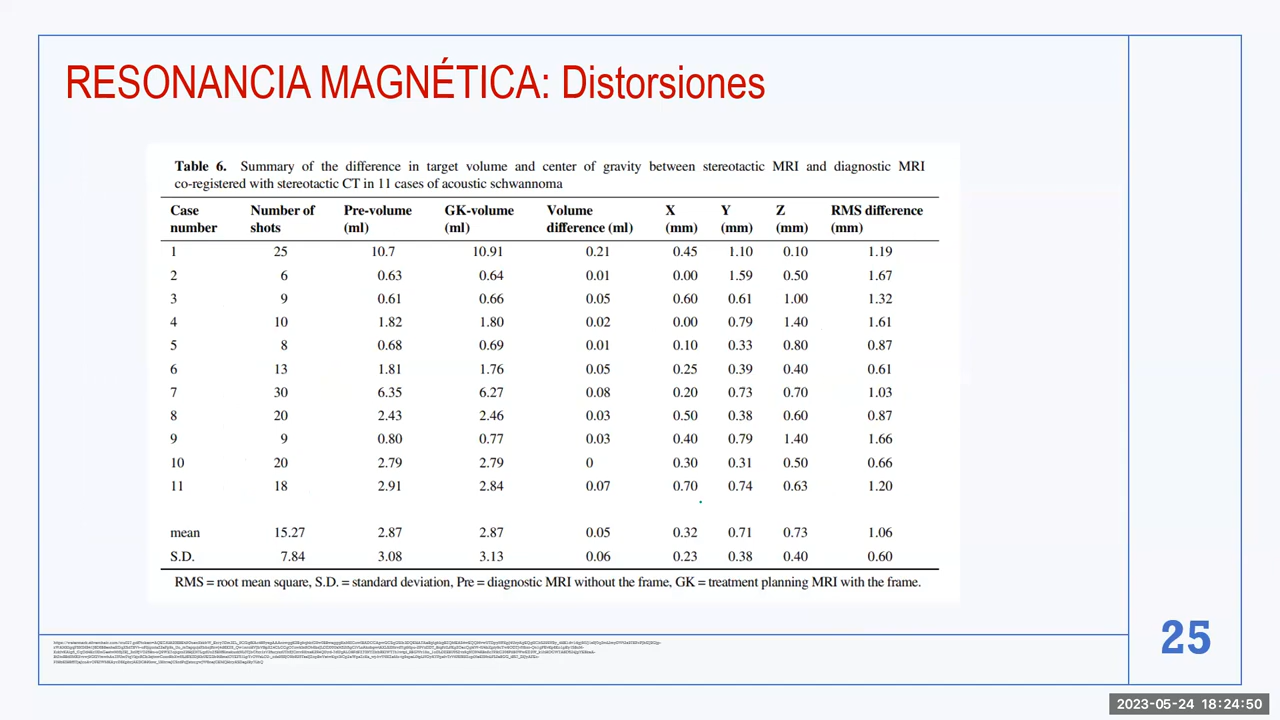 RESONANCIA MAGNÉTICA: Distorsiones
Table 6. Summary of the difference in target volume and center of gravity between stereotactic MRI and diagnostic MRI
co-registered with stereotactic CT in 11 cases of acoustic schwannoma
Case number Number of shots Pre-volume (ml) GK-volume (ml) Volume difference (ml) X (mm) Y (mm) Z (mm) RMS difference (mm)
1 25 10.7 10.91 0.21 0.45 1.10 0.10 1.19
2 6 0.63 0.64 0.01 0.00 1.59 0.50 1.67
3 9 0.61 0.66 0.05 0.60 0.61 1.00 1.32
4 10 1.82 1.80 0.02 0.00 0.79 1.40 1.61
5 8 0.68 0.69 0.01 0.10 0.33 0.80 0.87
6 13 1.81 1.76 0.05 0.25 0.39 0.40 0.61
7 30 6.35 6.27 0.08 0.20 0.73 0.70 1.03
8 20 2.43 2.46 0.03 0.50 0.38 0.60 0.87
9 9 0.80 0.77 0.03 0.40 0.79 1.40 1.66
10 20 2.79 2.79 0 0.30 0.31 0.50 0.66
11 18 2.91 2.84 0.07 0.70 0.74 0.63 1.20
mean 15.27 2.87 2.87 0.05 0.32 0.71 0.73 1.06
S.D. 7.84 3.08 3.13 0.06 0.23 0.38 0.40 0.60
RMS = root mean square, S.D. = standard deviation, Pre = diagnostic MRI without the frame, GK = treatment planning MRI with the frame.
25
2023-05-24 18:24:50